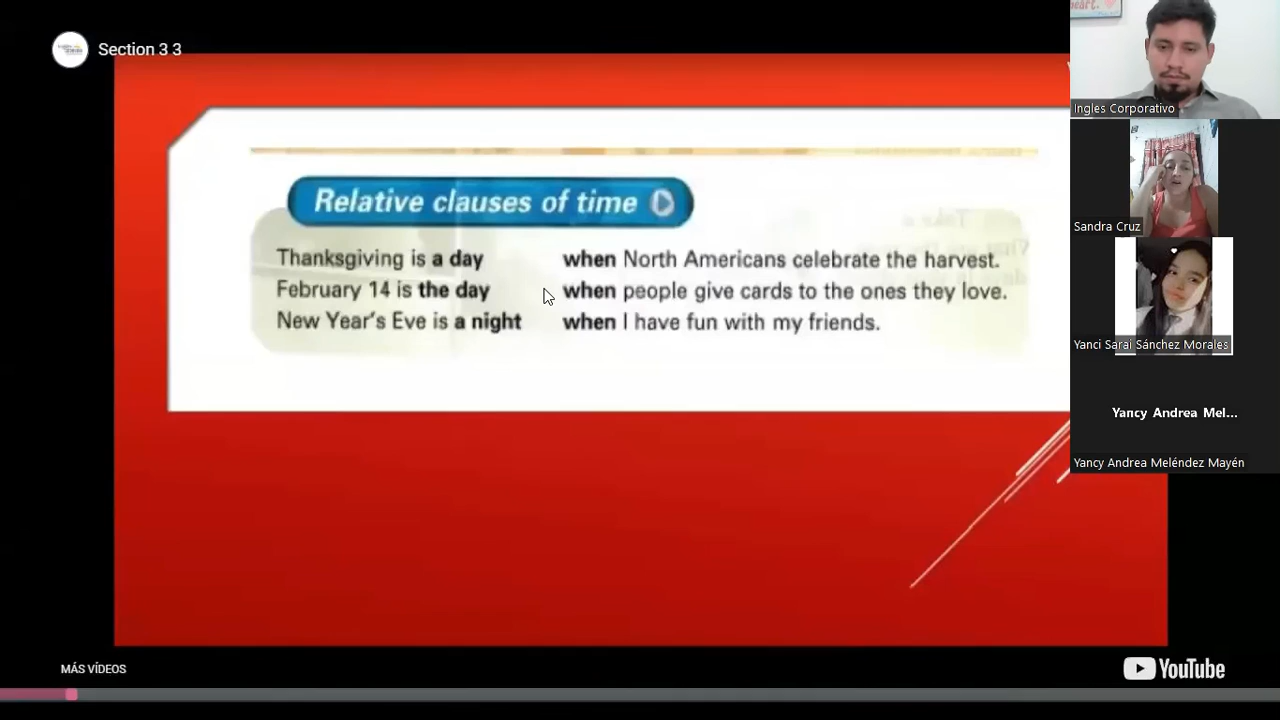 Section 3 3
Relative clauses of time
Thanksgiving is a day when North Americans celebrate the harvest.
February 14 is the day when people give cards to the ones they love.
New Year's Eve is a night when I have fun with my friends.
heart.
Ingles Corporativo
Sandra Cruz
Yanci Sarai Sánchez Morales
Yancy Andrea Mel...
Yancy Andrea Meléndez Mayén
MÁS VÍDEOS
YouTube